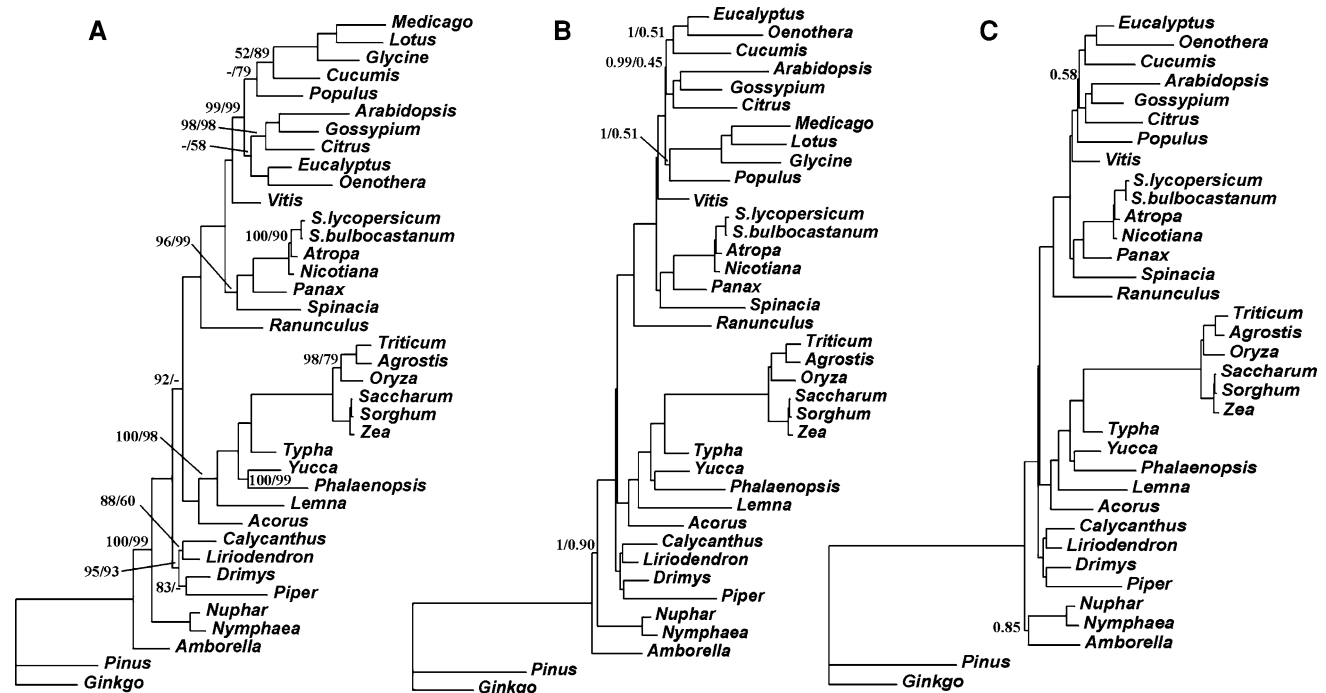 A
Medicago
Lotus
Glycine
52/89
Cucumis
-/79
Populus
99/99
Arabidopsis
98/98
Gossypium
-/58
Citrus
Eucalyptus
Oenothera
Vitis
S.lycopersicum
100/90
S.bulbocastanum
96/99
Atropa
Nicotiana
Panax
Spinacia
Ranunculus
Triticum
98/79
Agrostis
Oryza
92/-
Saccharum
Sorghum
Zea
100/98
Typha
Yucca
100/99
Phalaenopsis
88/60
Lemna
Acorus
100/99
Calycanthus
Liriodendron
95/93
Drimys
83/-
Piper
Nuphar
Nymphaea
Amborella
Pinus
Ginkgo
B
Eucalyptus
1/0.51
Oenothera
Cucumis
0.99/0.45
Arabidopsis
Gossypium
Citrus
1/0.51
Medicago
Lotus
Glycine
Populus
Vitis
S.lycopersicum
S.bulbocastanum
Atropa
Nicotiana
Panax
Spinacia
Ranunculus
Triticum
Agrostis
Oryza
Saccharum
Sorghum
Zea
Typha
Yucca
Phalaenopsis
Lemna
Acorus
1/0.90
Calycanthus
Liriodendron
Drimys
Piper
Nuphar
Nymphaea
Amborella
Pinus
Ginkgo
C
Eucalyptus
Oenothera
Cucumis
0.58
Arabidopsis
Gossypium
Citrus
Populus
Vitis
S.lycopersicum
S.bulbocastanum
Atropa
Nicotiana
Panax
Spinacia
Ranunculus
Triticum
Agrostis
Oryza
Saccharum
Sorghum
Zea
Typha
Yucca
Phalaenopsis
Lemna
Acorus
Calycanthus
Liriodendron
Drimys
Piper
Nuphar
0.85
Nymphaea
Amborella
Pinus
Ginkgo